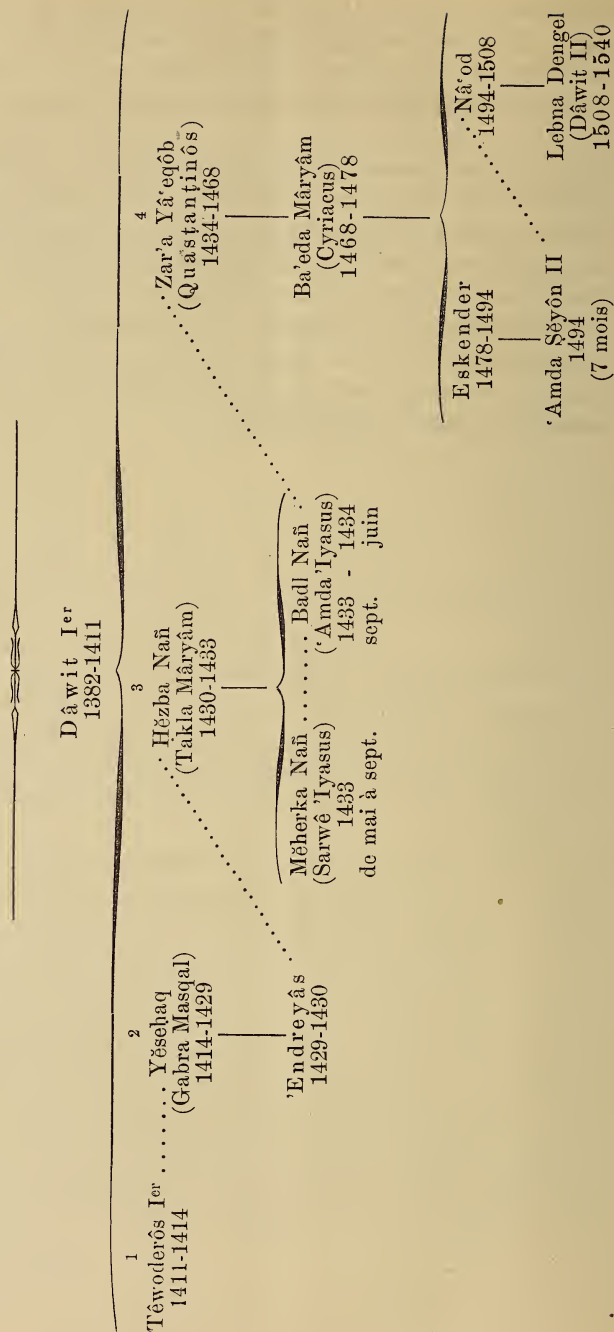 Dâwit Iᵉʳ
1382-1411
1
Têwoderôs Iᵉʳ
1411-1414
2
Yĕseḥaq
(Gabra Masqal)
1414-1429
’Endreyâs
1429-1430
3
Ḥĕzba Nañ
(Takla Mâryâm)
1430-1433
Mĕherka Nañ
(Sarwê ’Iyasus)
1433
de mai à sept.
Badl Nañ
(‘Amda ’Iyasus)
1433 - 1434
sept. juin
4
Zar’a Yâ‘eqôb
(Quasṭanṭinôs)
1434-1468
Ba’eda Mâryâm
(Cyriacus)
1468-1478
Eskender
1478-1494
‘Amda Ṣĕyôn II
1494
(7 mois)
Nâ‘od
1494-1508
Lebna Dengel
(Dâwit II)
1508-1540